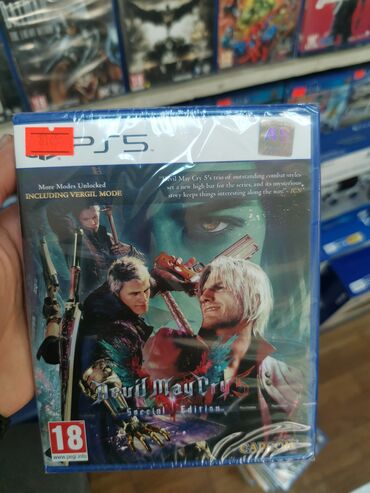 PS5
More Modes Unlocked
INCLUDING VERGIL MODE
"Devil May Cry 5's trio of outstanding combat styles
set a new high bar for the series, and its mysterious
story keeps things interesting along the way." - IGN
Devil May Cry 5
Special Edition
18
www.pegi.info
CAPCOM
18